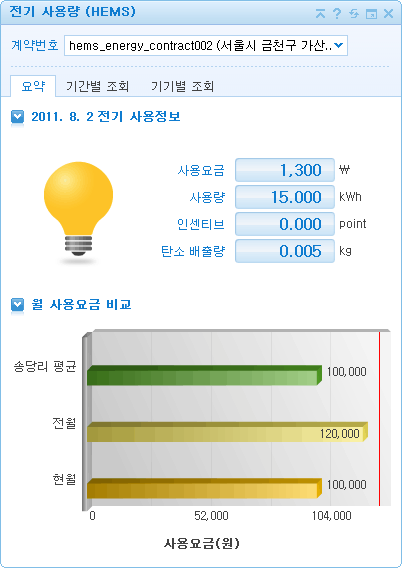 전기 사용량 (HEMS)
계약번호 hems_energy_contract002 (서울시 금천구 가산..
요약 기간별 조회 기기별 조회
2011. 8. 2 전기 사용정보
사용요금 1,300 ₩
사용량 15.000 kWh
인센티브 0.000 point
탄소 배출량 0.005 kg
월 사용요금 비교
송당리 평균 100,000
전월 120,000
현월 100,000
0 52,000 104,000
사용요금(원)